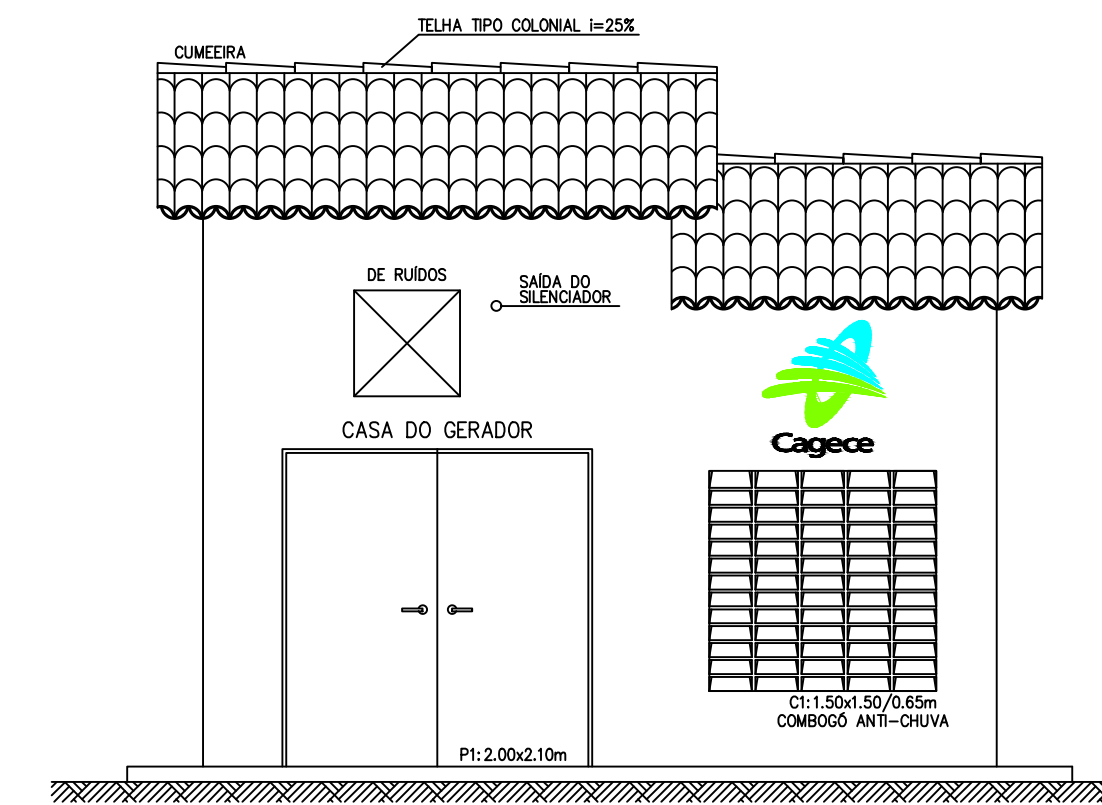 TELHA TIPO COLONIAL i=25%
CUMEEIRA
DE RUÍDOS
SAÍDA DO
SILENCIADOR
CASA DO GERADOR
Cagece
P1:2.00x2.10m
C1:1.50x1.50/0.65m
COMBOGÓ ANTI-CHUVA